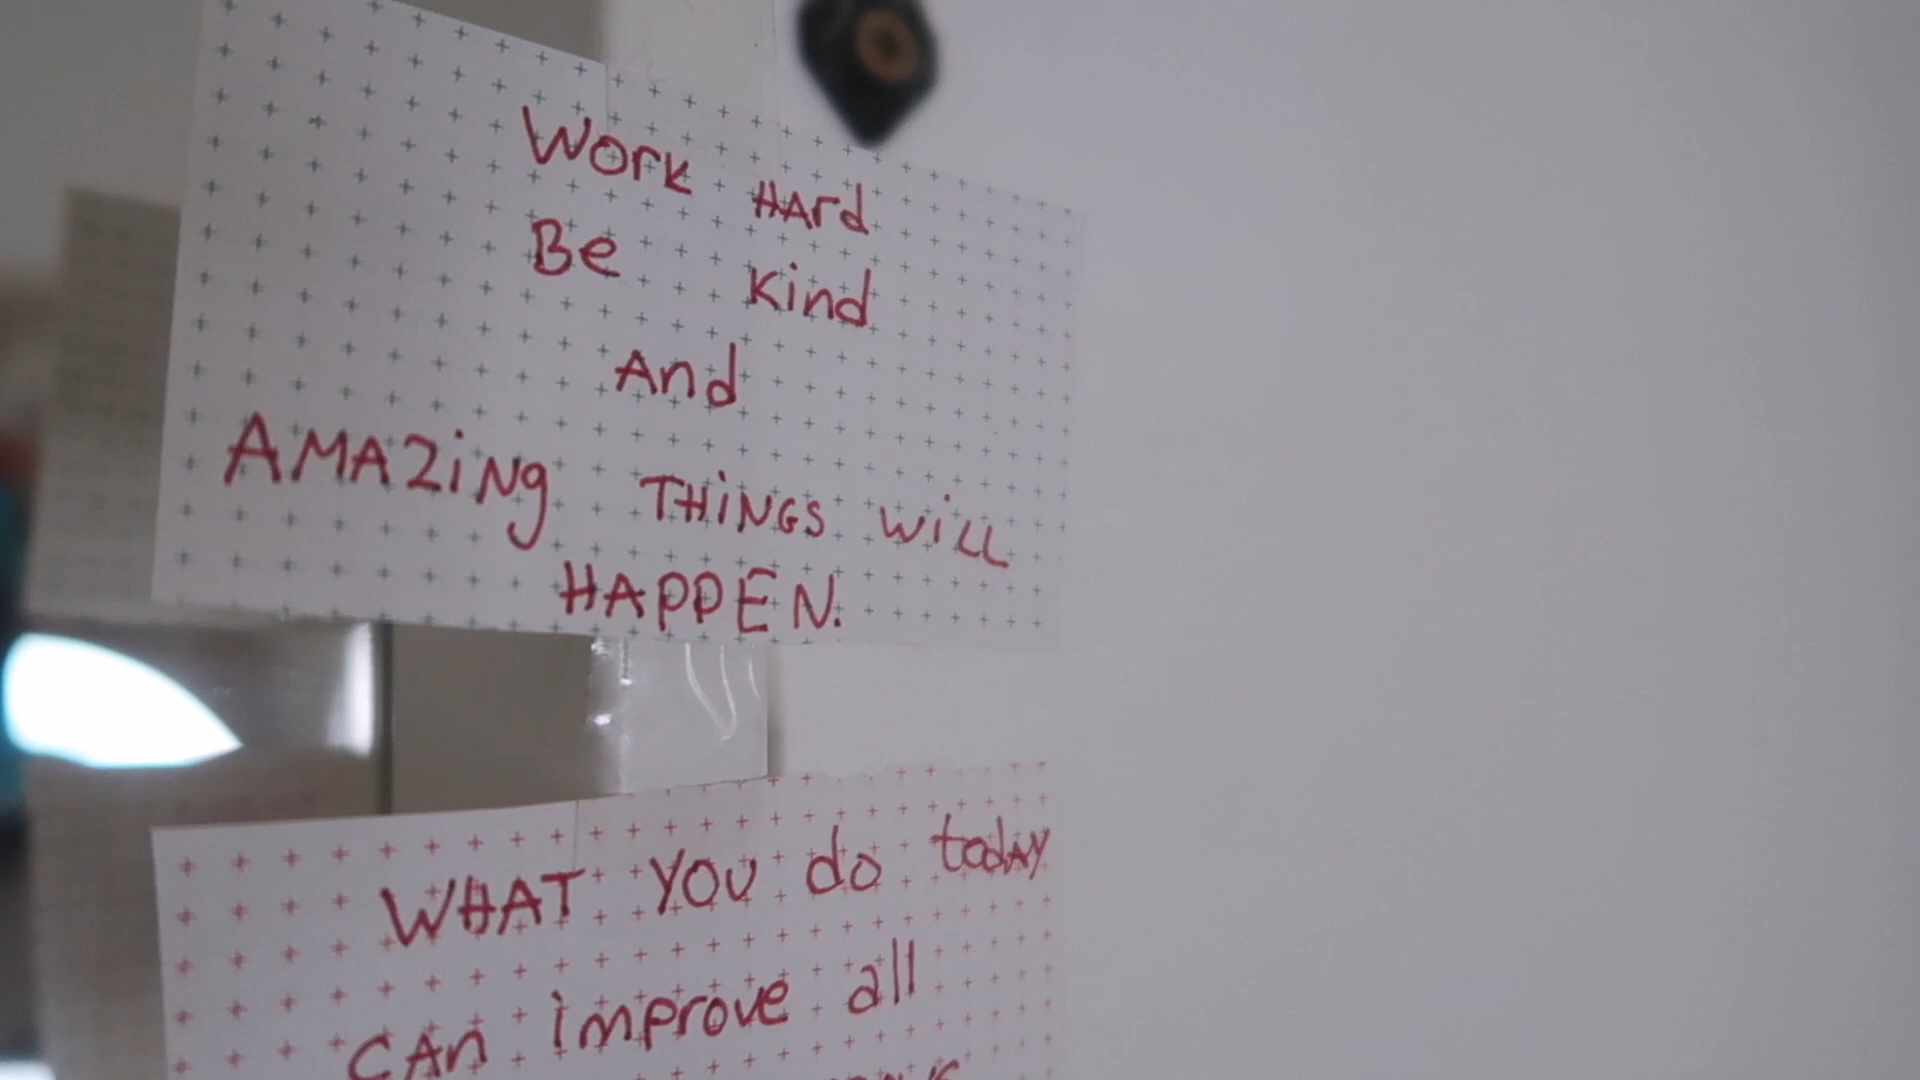 Work HArd
Be Kind
And
AMAZiNg THiNGS WiLL
HAPPEN.
WHAT YOU do todAY
CAn improve all